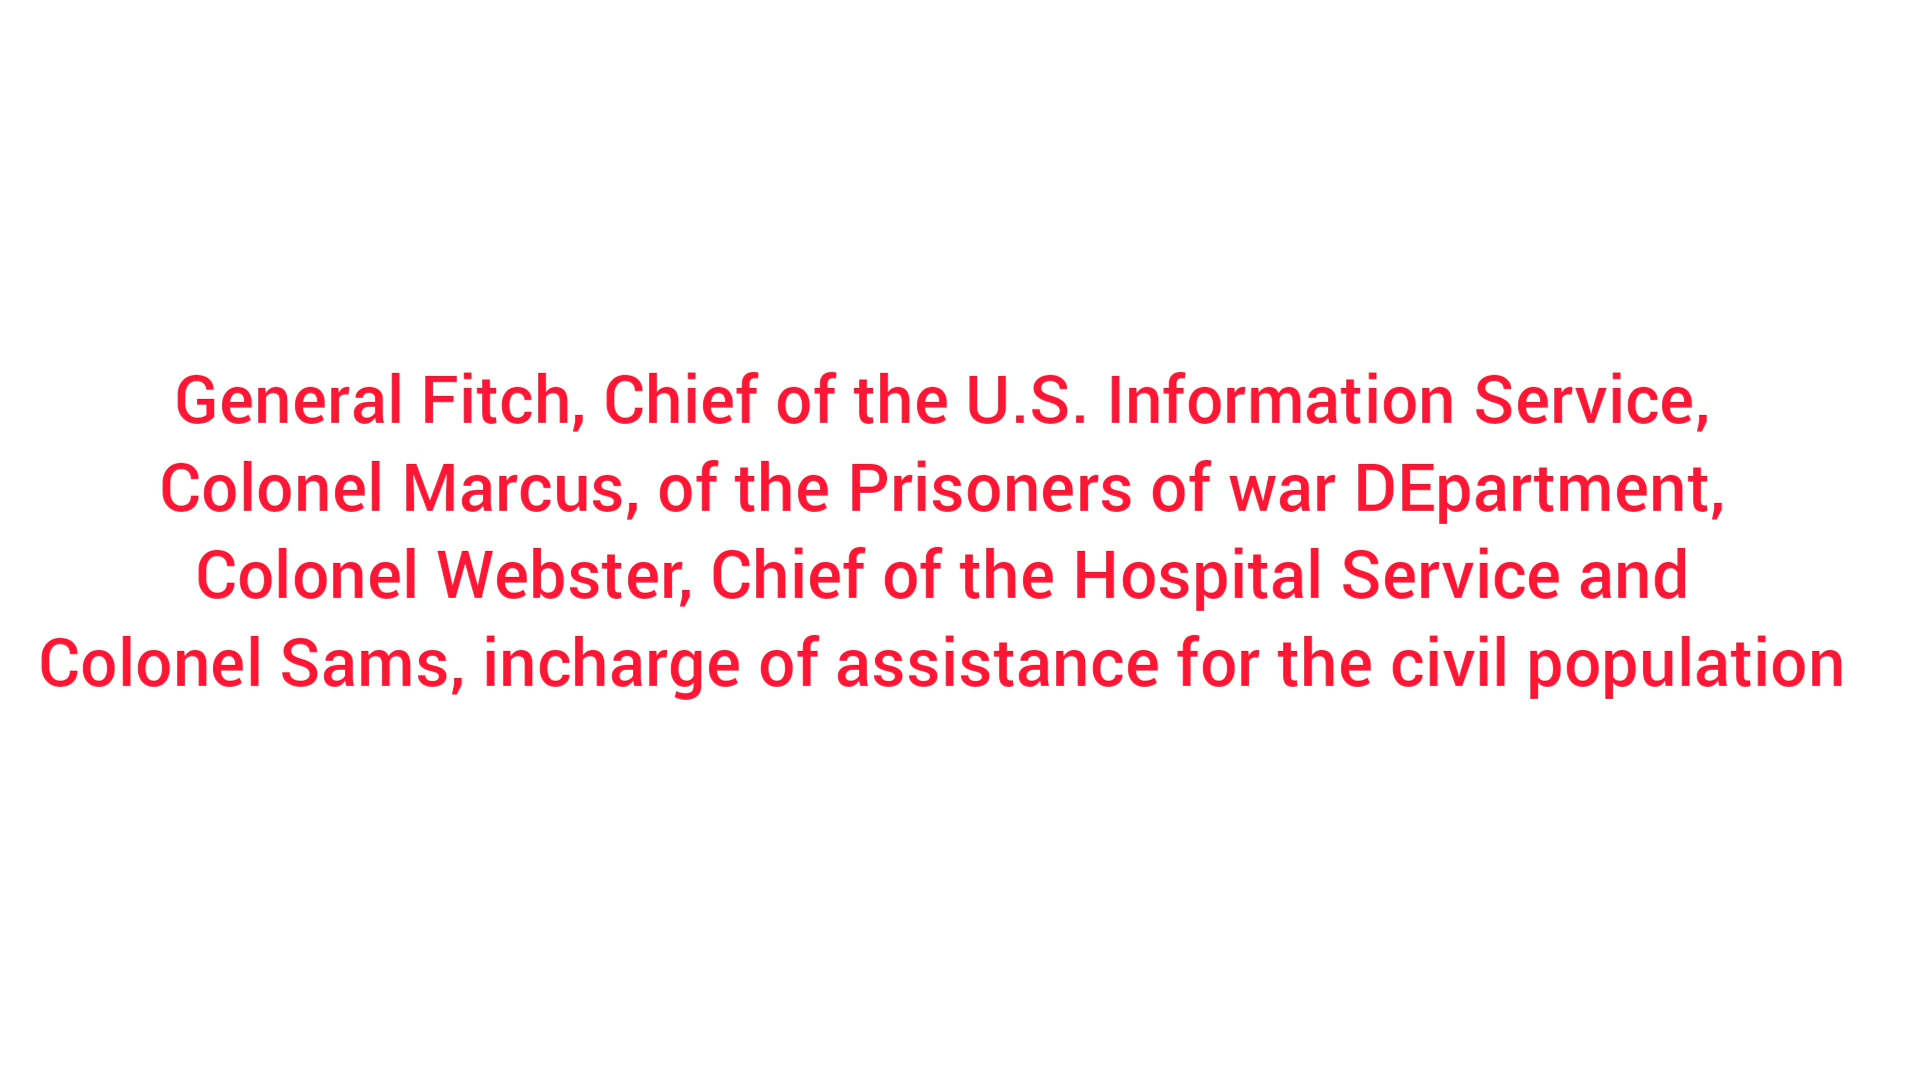 General Fitch, Chief of the U.S. Information Service,
Colonel Marcus, of the Prisoners of war DEpartment,
Colonel Webster, Chief of the Hospital Service and
Colonel Sams, incharge of assistance for the civil population